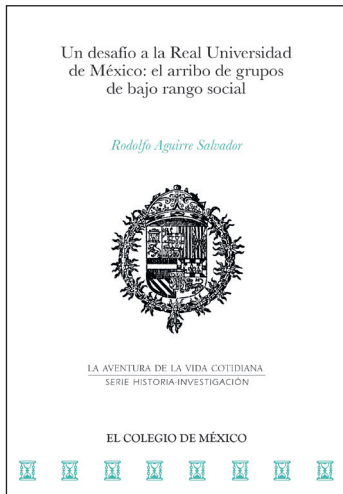 Un desafío a la Real Universidad
de México: el arribo de grupos
de bajo rango social
Rodolfo Aguirre Salvador
LA AVENTURA DE LA VIDA COTIDIANA
SERIE HISTORIA-INVESTIGACIÓN
EL COLEGIO DE MÉXICO